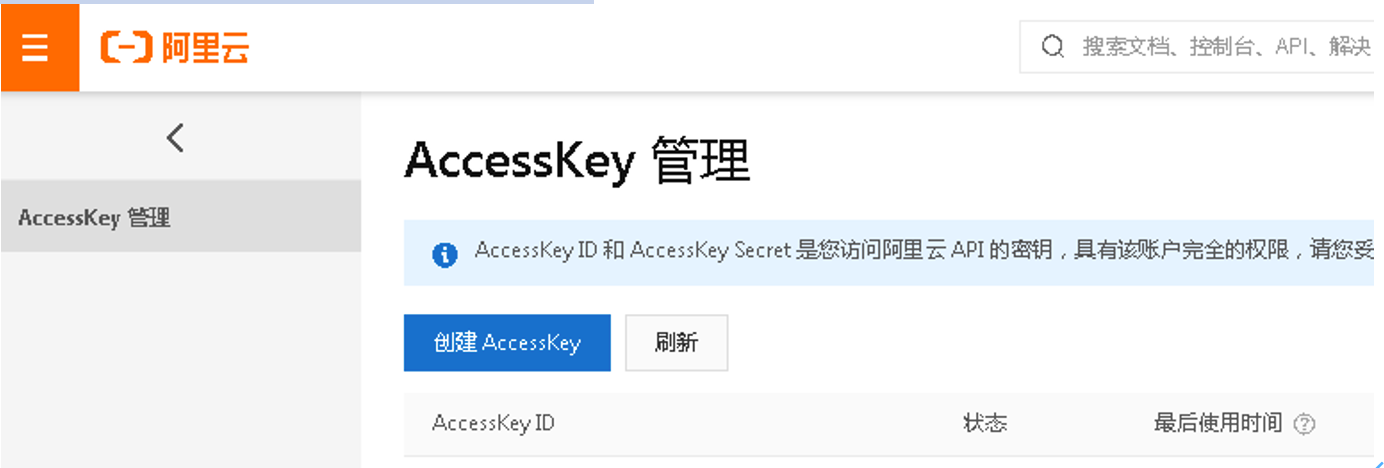 阿里云
搜索文档、控制台、API、解决
AccessKey 管理
AccessKey 管理
AccessKey ID 和 AccessKey Secret 是您访问阿里云 API 的密钥，具有该账户完全的权限，请您妥
创建 AccessKey
刷新
AccessKey ID 状态 最后使用时间